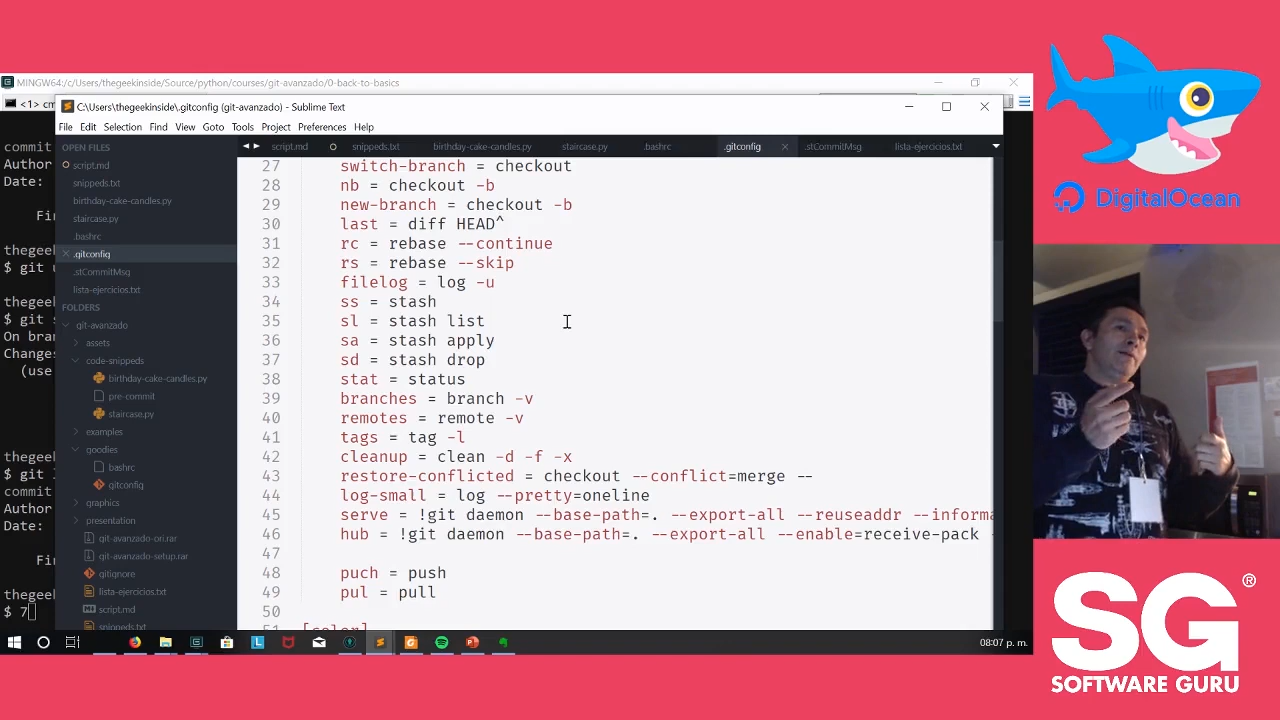 MINGW64:/c/Users/thegeekinside/Source/python/courses/git-avanzado/0-back-to-basics
<1>
C:\Users\thegeekinside\.gitconfig (git-avanzado) - Sublime Text
File Edit Selection Find View Goto Tools Project Preferences Help
OPEN FILES
script.md
snippeds.txt
birthday-cake-candles.py
staircase.py
.bashrc
.gitconfig
.stCommitMsg
lista-ejercicios.txt
FOLDERS
git-avanzado
assets
code-snippeds
birthday-cake-candles.py
pre-commit
staircase.py
examples
goodies
bashrc
gitconfig
graphics
presentation
git-avanzado-ori.rar
git-avanzado-setup.rar
gitignore
lista-ejercicios.txt
script.md
snippeds.txt
script.md snippeds.txt birthday-cake-candles.py staircase.py .bashrc .gitconfig .stCommitMsg lista-ejercicios.txt
27 switch-branch = checkout
28 nb = checkout -b
29 new-branch = checkout -b
30 last = diff HEAD^
31 rc = rebase --continue
32 rs = rebase --skip
33 filelog = log -u
34 ss = stash
35 sl = stash list
36 sa = stash apply
37 sd = stash drop
38 stat = status
39 branches = branch -v
40 remotes = remote -v
41 tags = tag -l
42 cleanup = clean -d -f -x
43 restore-conflicted = checkout --conflict=merge --
44 log-small = log --pretty=oneline
45 serve = !git daemon --base-path=. --export-all --reuseaddr --informa
46 hub = !git daemon --base-path=. --export-all --enable=receive-pack
47
48 puch = push
49 pul = pull
50
51 [color]
commit
Author
Date:
Fin
thege
$ git
thege
$ git s
On bran
Changes
(use
thege
$ git
commit
Author
Date:
Fin
thege
$ 7
08:07 p. m.
DigitalOcean
SG®
SOFTWARE GURU